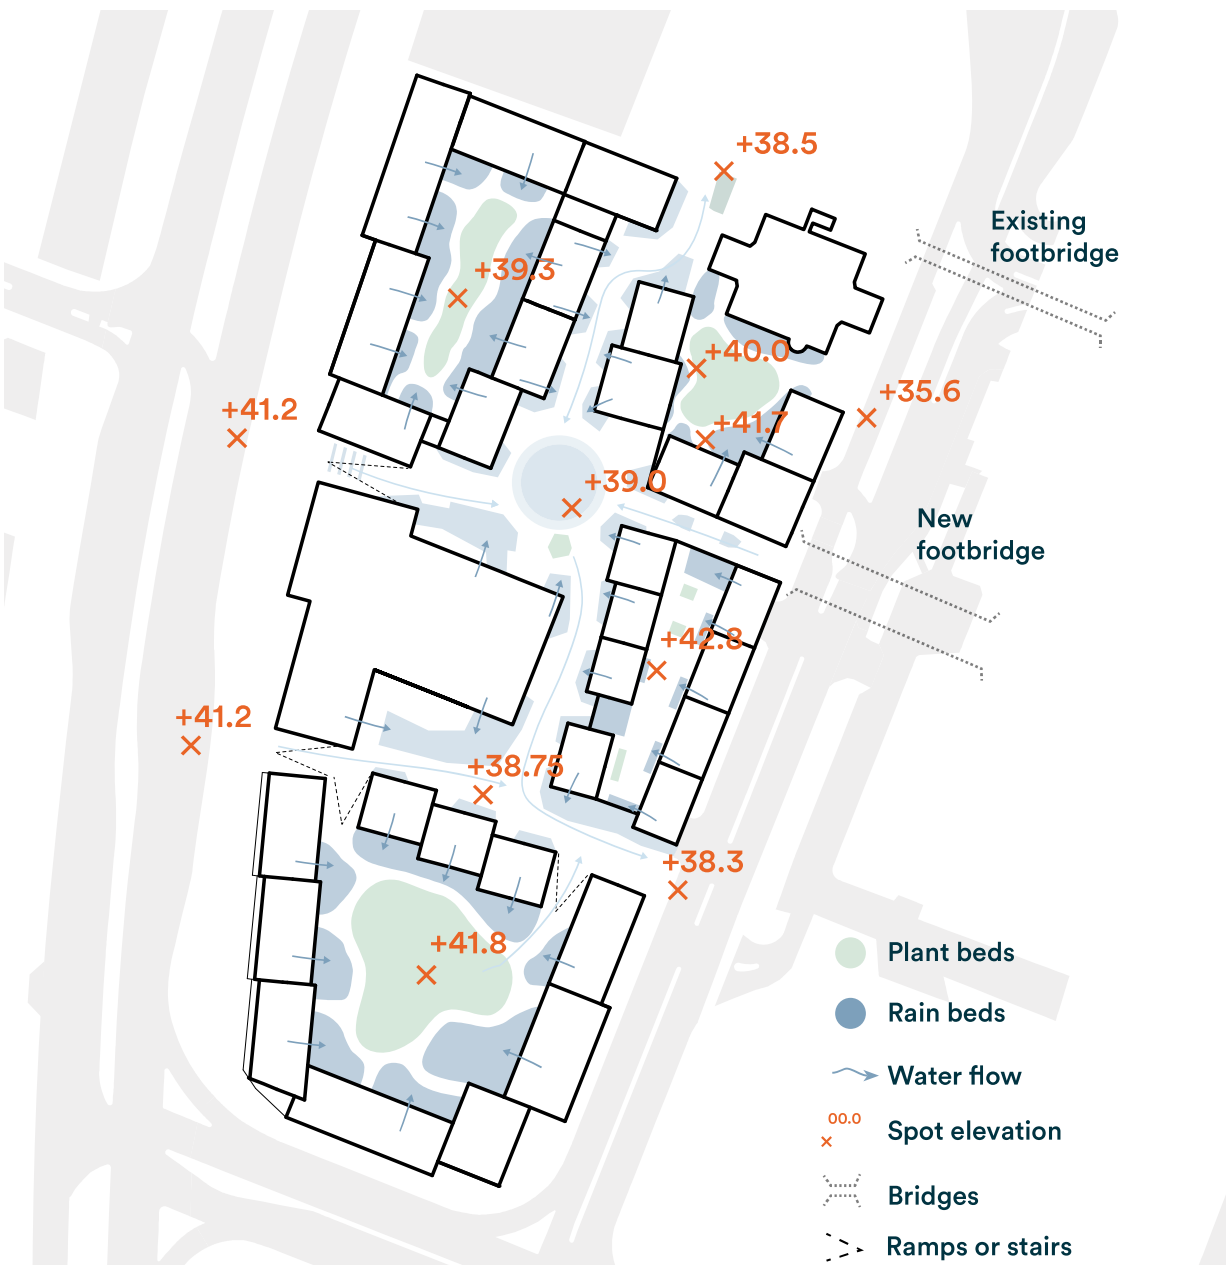 +38.5
Existing
footbridge
+39.3
+40.0
+35.6
+41.2
+41.7
+39.0
New
footbridge
+42.8
+41.2
+38.75
+38.3
+41.8
Plant beds
Rain beds
Water flow
00.0
Spot elevation
Bridges
Ramps or stairs